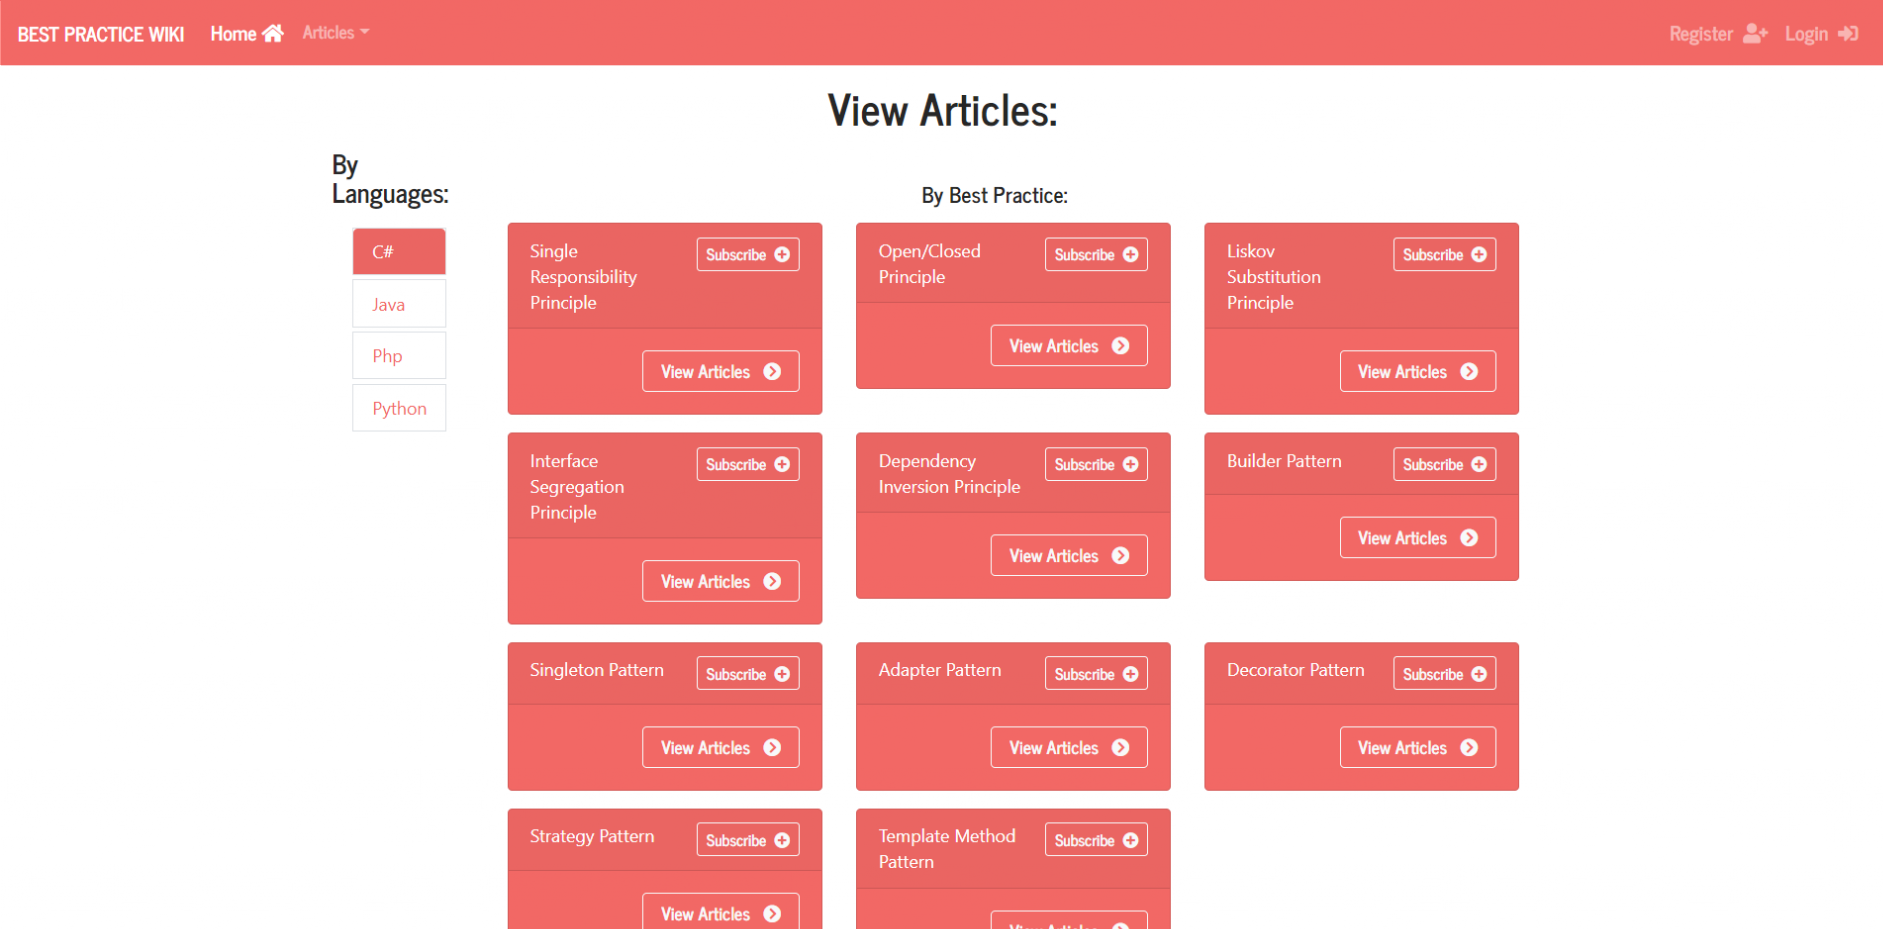 BEST PRACTICE WIKI Home Articles Register Login
View Articles:
By
Languages:
C#
Java
Php
Python
By Best Practice:
Single
Responsibility
Principle
Subscribe
View Articles
Open/Closed
Principle
Subscribe
View Articles
Liskov
Substitution
Principle
Subscribe
View Articles
Interface
Segregation
Principle
Subscribe
View Articles
Dependency
Inversion Principle
Subscribe
View Articles
Builder Pattern
Subscribe
View Articles
Singleton Pattern
Subscribe
View Articles
Adapter Pattern
Subscribe
View Articles
Decorator Pattern
Subscribe
View Articles
Strategy Pattern
Subscribe
View Articles
Template Method
Pattern
Subscribe
View Articles